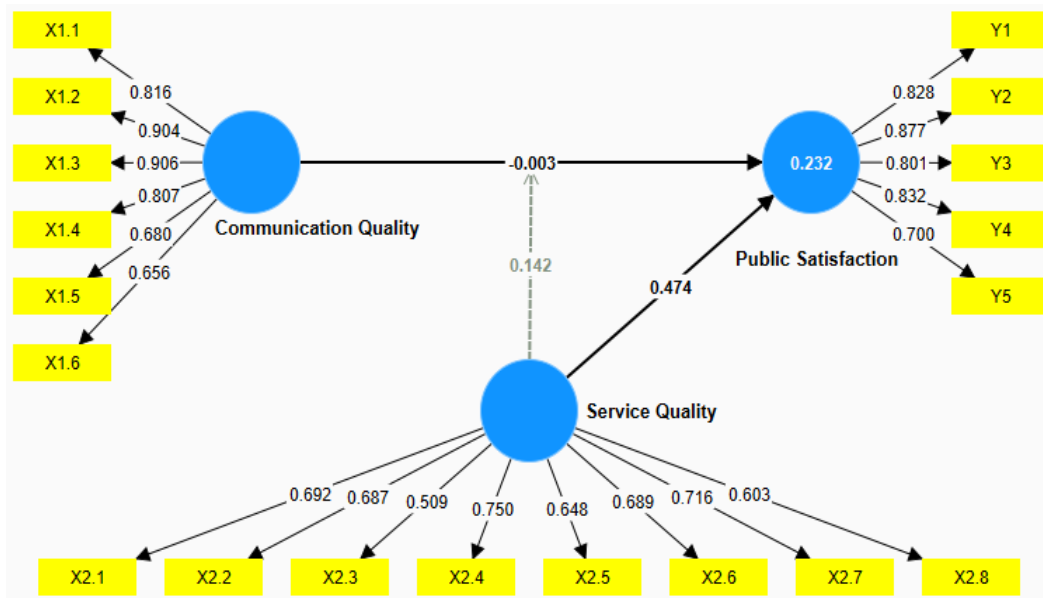 X1.1
X1.2
X1.3
X1.4
X1.5
X1.6
0.816
0.904
0.906
0.807
0.680
0.656
Communication Quality
-0.003
0.142
0.474
0.232
Public Satisfaction
0.828
0.877
0.801
0.832
0.700
Y1
Y2
Y3
Y4
Y5
Service Quality
0.692
0.687
0.509
0.750
0.648
0.689
0.716
0.603
X2.1
X2.2
X2.3
X2.4
X2.5
X2.6
X2.7
X2.8